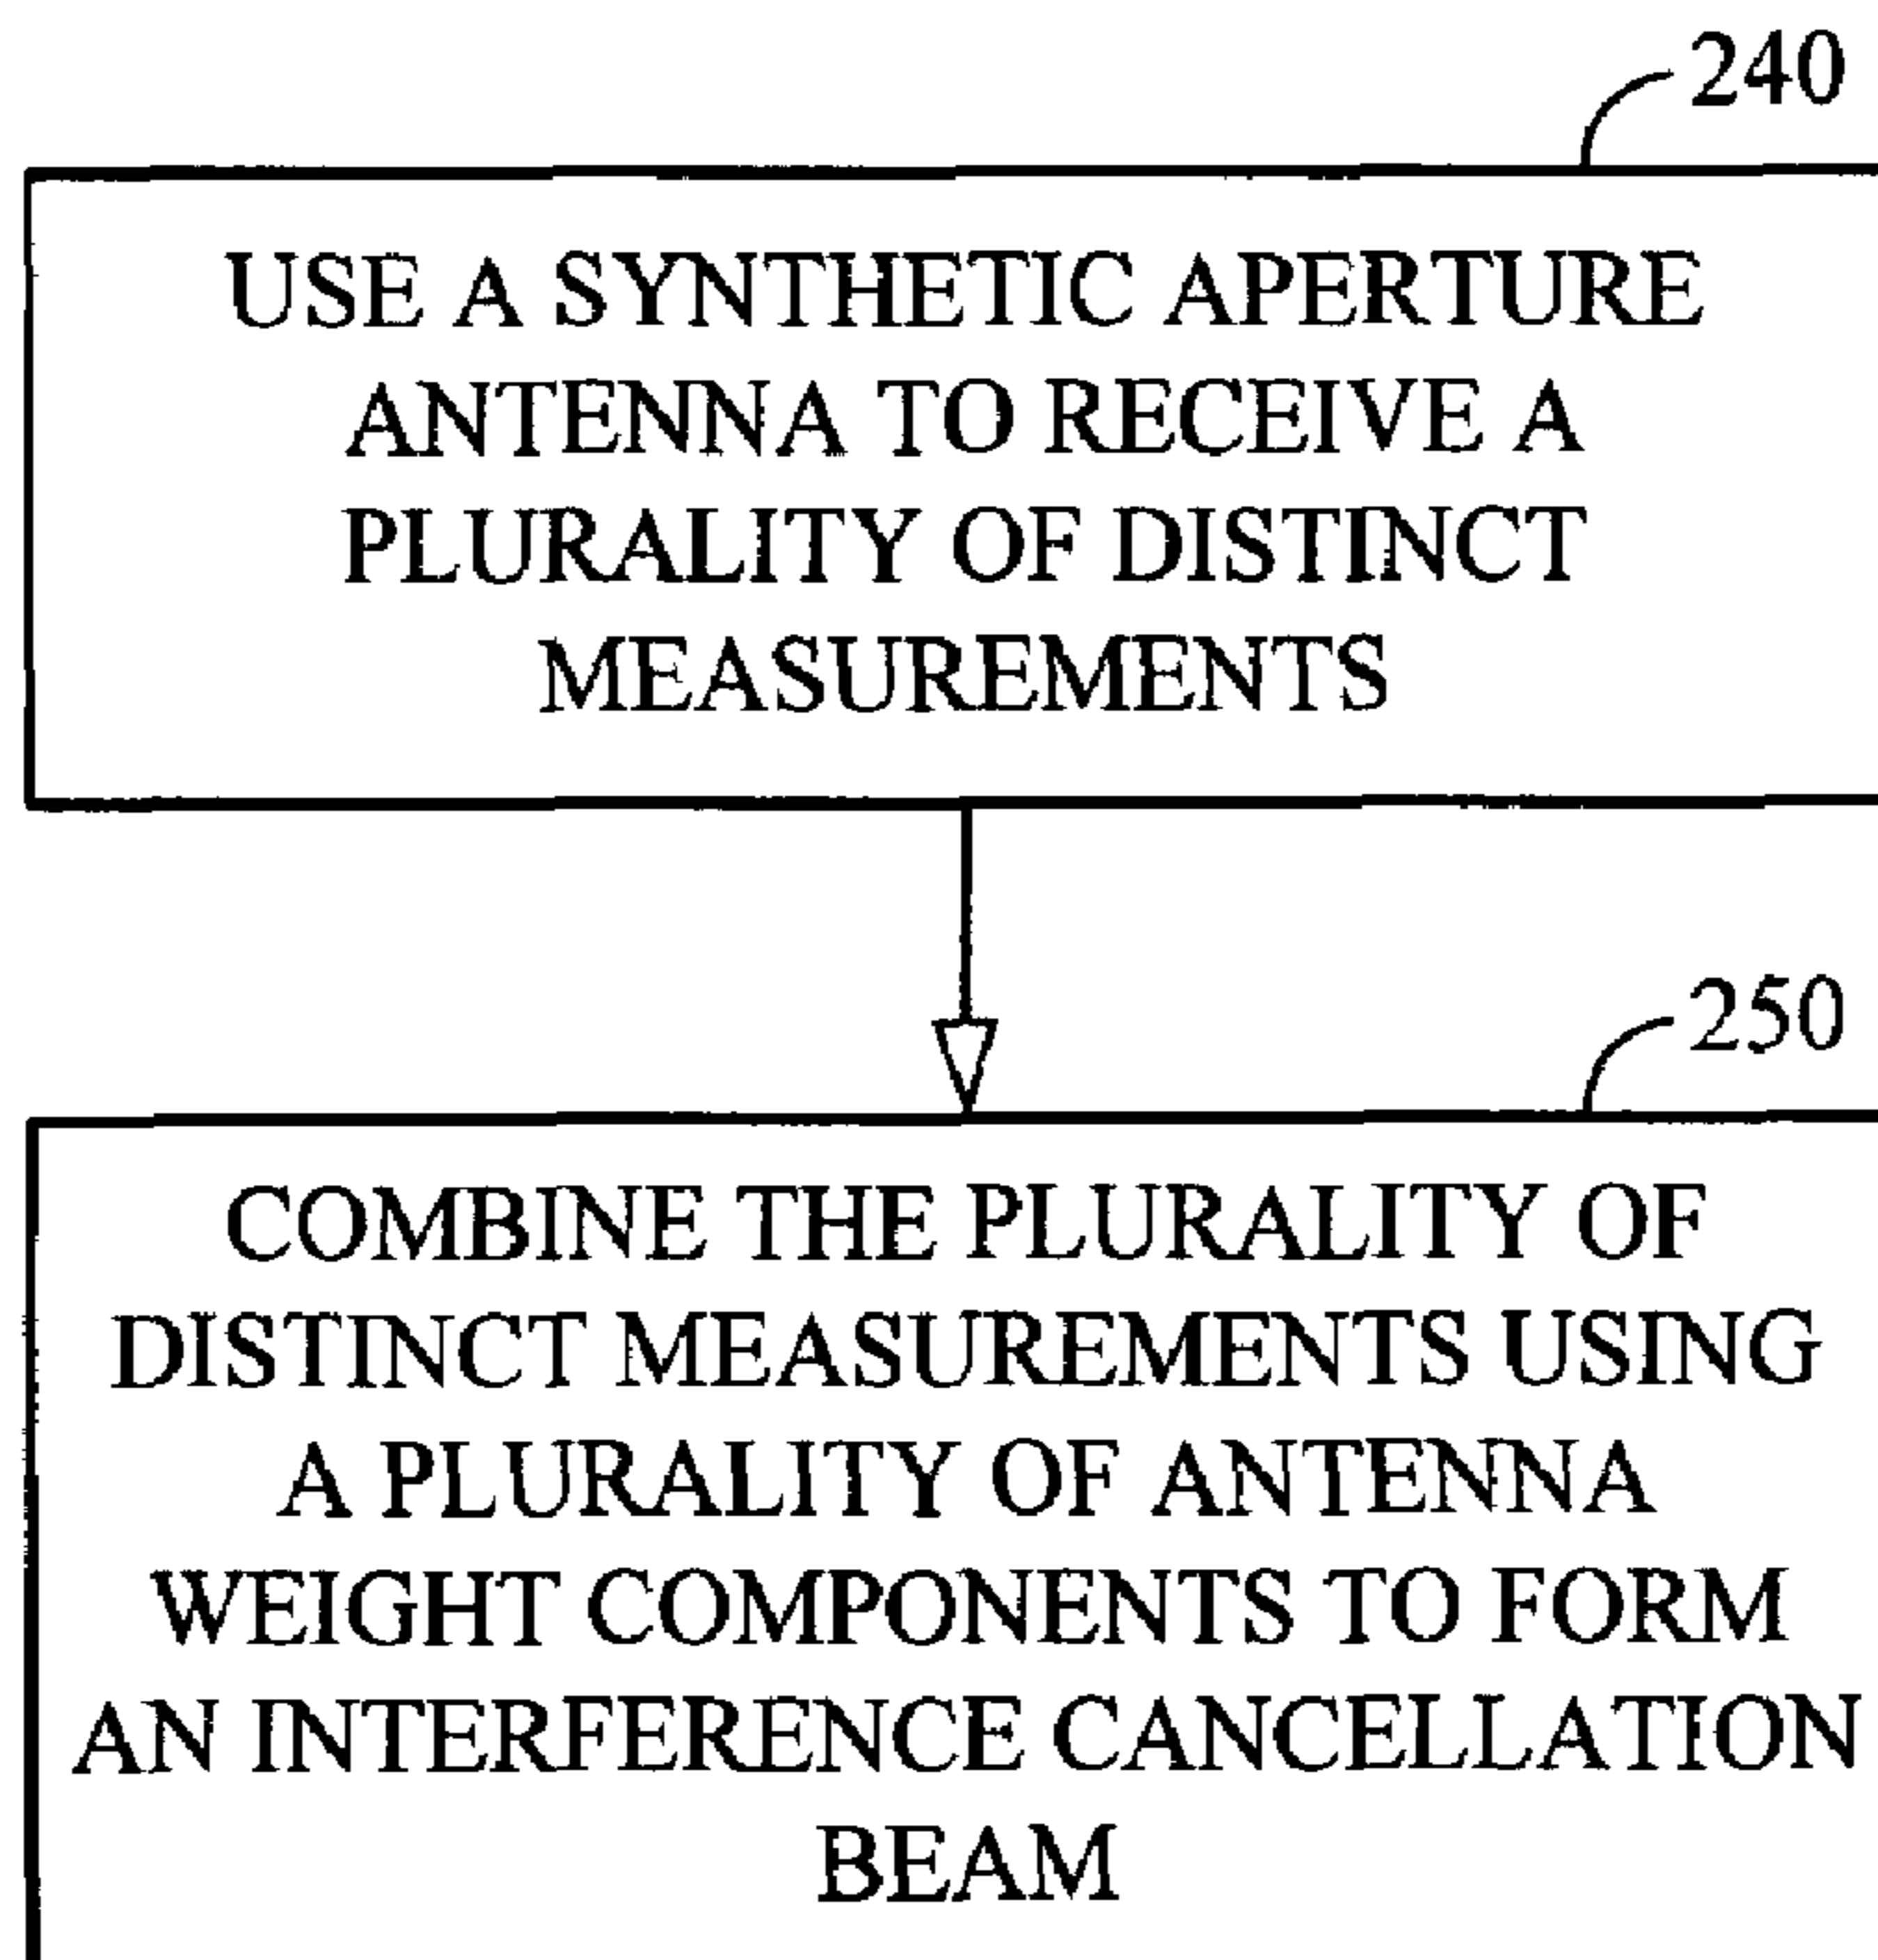 240
USE A SYNTHETIC APERTURE
ANTENNA TO RECEIVE A
PLURALITY OF DISTINCT
MEASUREMENTS
250
COMBINE THE PLURALITY OF
DISTINCT MEASUREMENTS USING
A PLURALITY OF ANTENNA
WEIGHT COMPONENTS TO FORM
AN INTERFERENCE CANCELLATION
BEAM